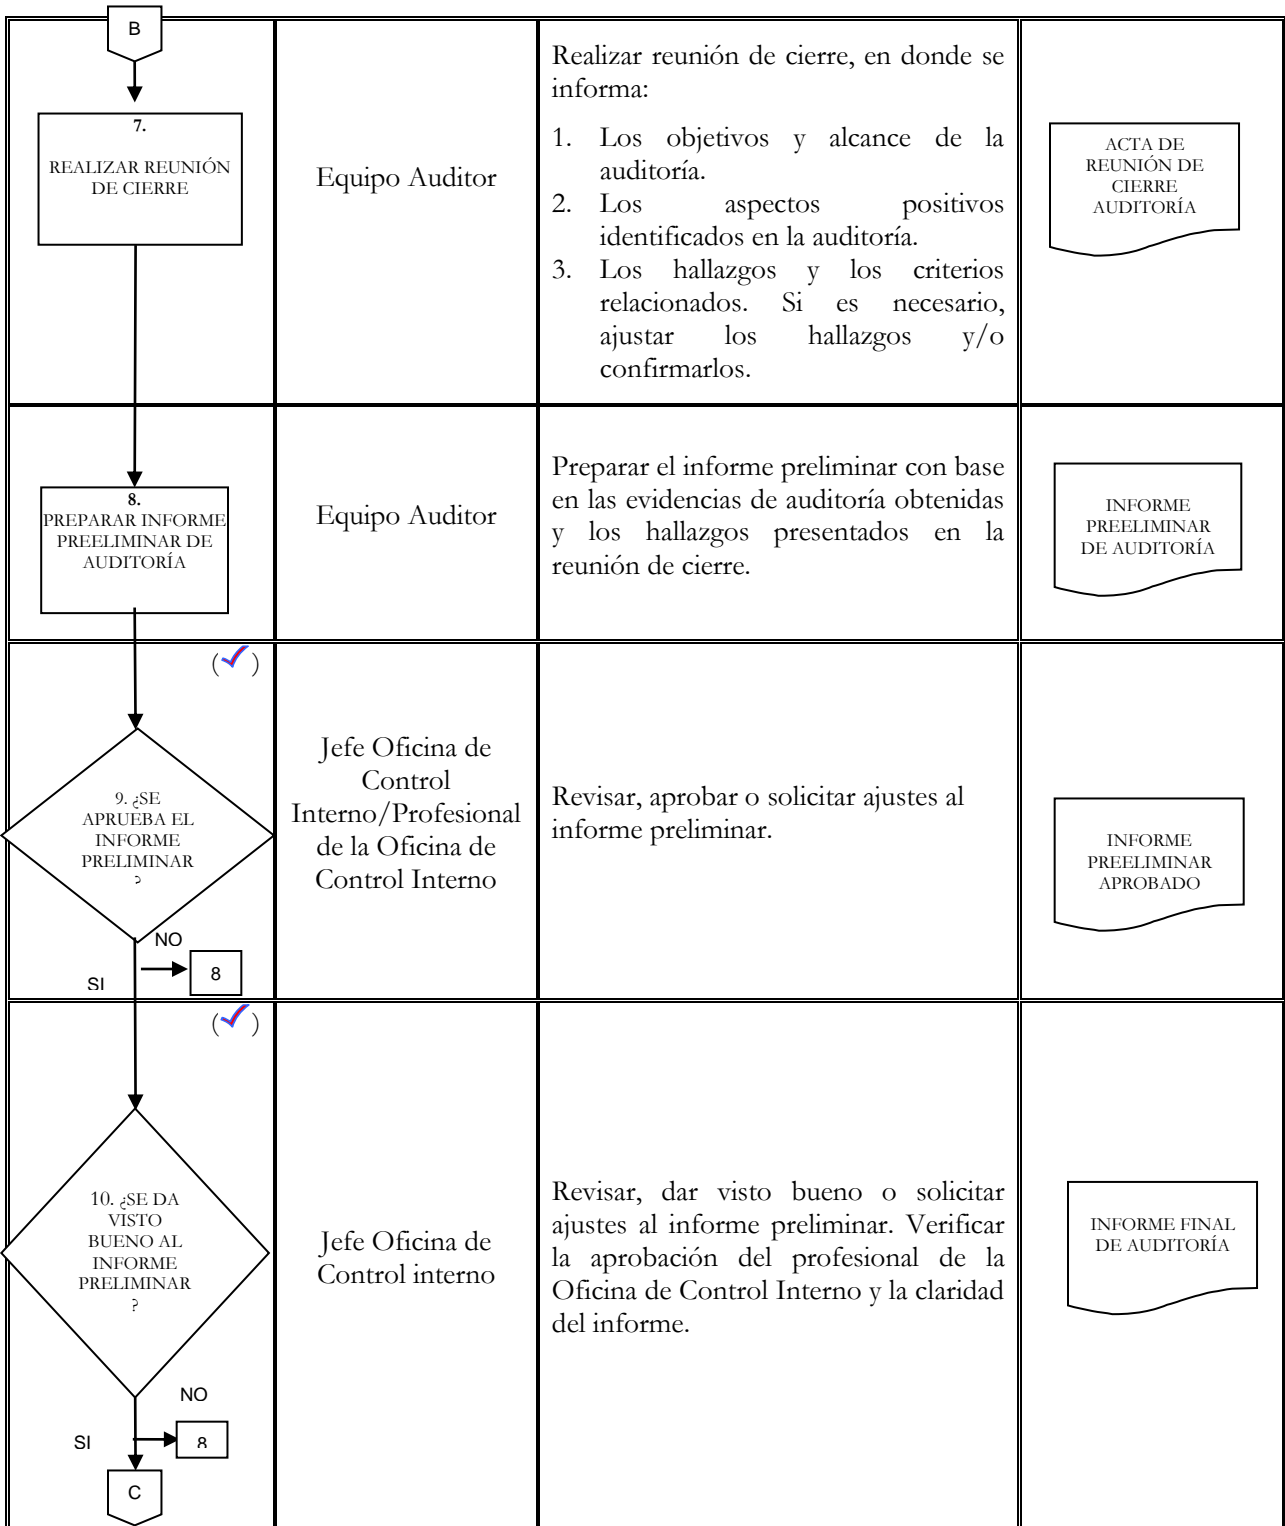 B
7.
REALIZAR REUNIÓN
DE CIERRE
Equipo Auditor
Realizar reunión de cierre, en donde se
informa:
1. Los objetivos y alcance de la
auditoría.
2. Los aspectos positivos
identificados en la auditoría.
3. Los hallazgos y los criterios
relacionados. Si es necesario,
ajustar los hallazgos y/o
confirmarlos.
ACTA DE
REUNIÓN DE
CIERRE
AUDITORÍA
8.
PREPARAR INFORME
PREELIMINAR DE
AUDITORÍA
Equipo Auditor
Preparar el informe preliminar con base
en las evidencias de auditoría obtenidas
y los hallazgos presentados en la
reunión de cierre.
INFORME
PREELIMINAR
DE AUDITORÍA
(✓)
9. ¿SE
APRUEBA EL
INFORME
PRELIMINAR
?
NO
8
SI
Jefe Oficina de
Control
Interno/Profesional
de la Oficina de
Control Interno
Revisar, aprobar o solicitar ajustes al
informe preliminar.
INFORME
PREELIMINAR
APROBADO
(✓)
10. ¿SE DA
VISTO
BUENO AL
INFORME
PRELIMINAR
?
NO
SI
8
C
Jefe Oficina de
Control interno
Revisar, dar visto bueno o solicitar
ajustes al informe preliminar. Verificar
la aprobación del profesional de la
Oficina de Control Interno y la claridad
del informe.
INFORME FINAL
DE AUDITORÍA